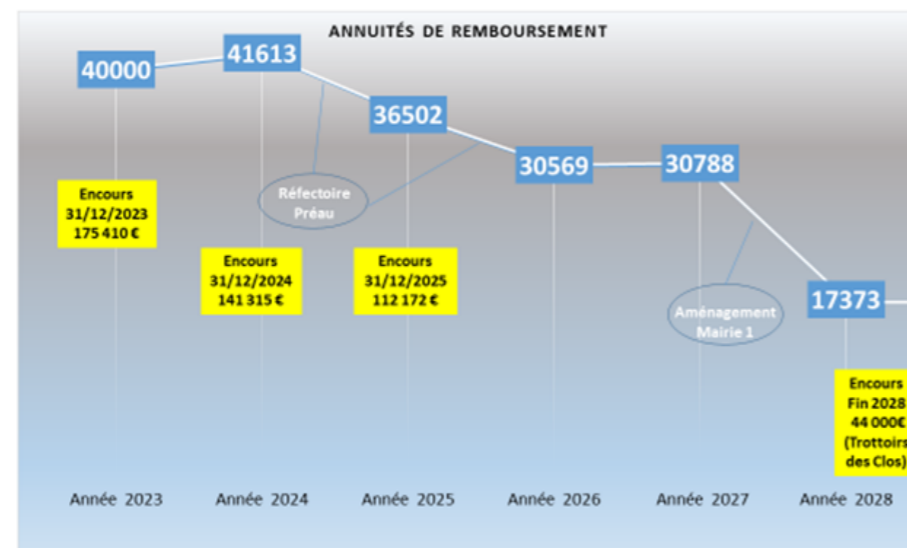 ANNUITÉS DE REMBOURSEMENT
40000
41613
36502
30569
30788
17373
Encours
31/12/2023
175 410 €
Réfectoire
Préau
Encours
31/12/2024
141 315 €
Encours
31/12/2025
112 172 €
Aménagement
Mairie 1
Encours
Fin 2028
44 000€
(Trottoirs
des Clos)
Année 2023
Année 2024
Année 2025
Année 2026
Année 2027
Année 2028